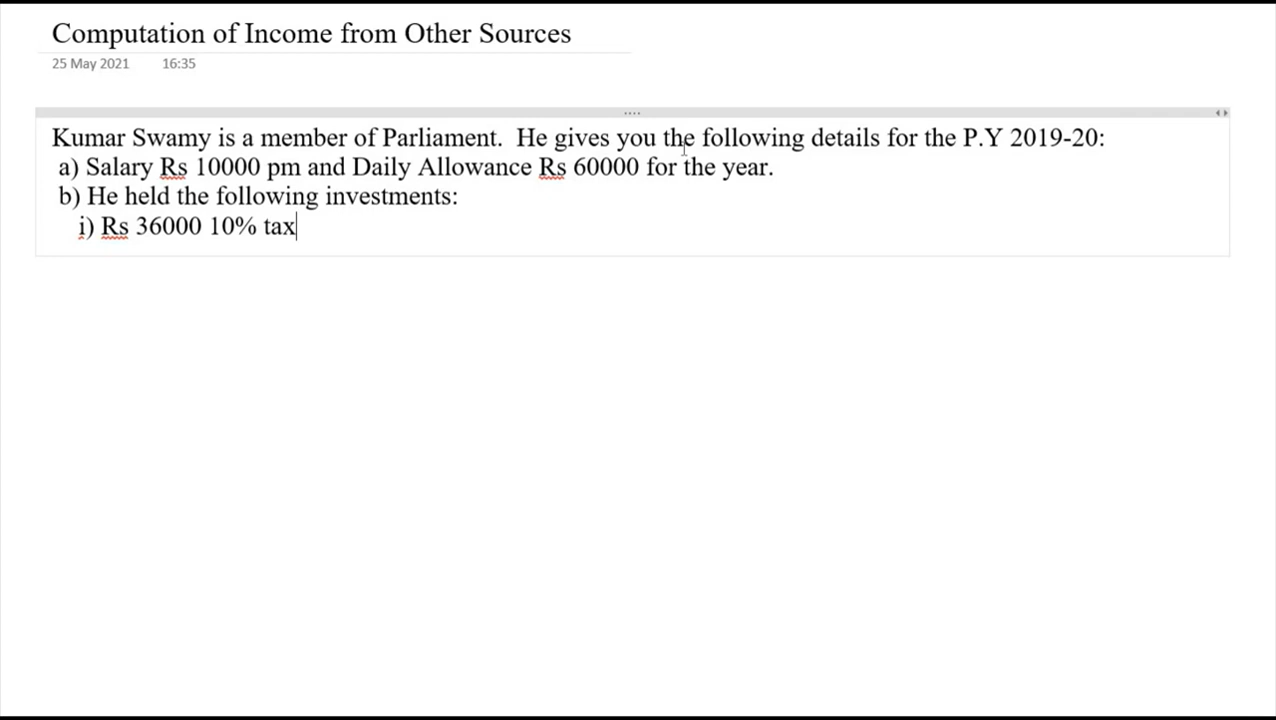 Computation of Income from Other Sources
25 May 2021 16:35
Kumar Swamy is a member of Parliament. He gives you the following details for the P.Y 2019-20:
a) Salary Rs 10000 pm and Daily Allowance Rs 60000 for the year.
b) He held the following investments:
i) Rs 36000 10% tax